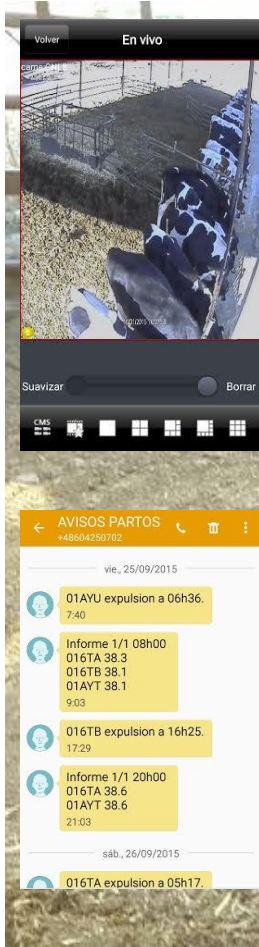 Volver
En vivo
Suavizar
Borrar
CMS
AVISOS PARTOS
+48604250702
vie., 25/09/2015
01AYU expulsion a 06h36.
7:40
Informe 1/1 08h00
016TA 38.3
016TB 38.1
01AYT 38.1
9:03
016TB expulsion a 16h25.
17:29
Informe 1/1 20h00
016TA 38.6
01AYT 38.6
21:03
sáb., 26/09/2015
016TA expulsion a 05h17.